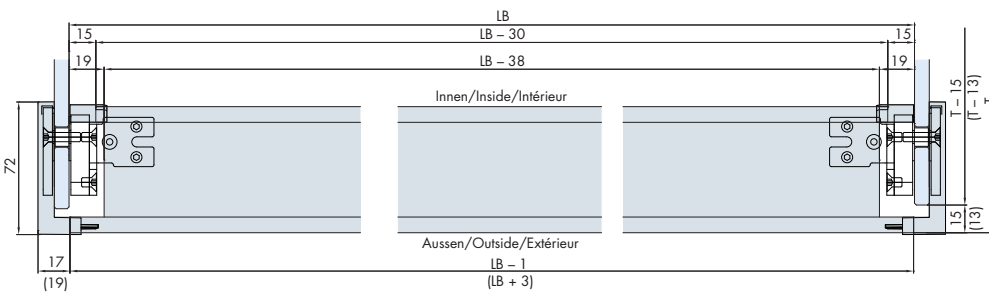 LB
15
LB – 30
15
19
LB – 38
19
Innen/Inside/Intérieur
T – 15
(T – 13)
T
72
15
(13)
Aussen/Outside/Extérieur
17
(19)
LB – 1
(LB + 3)